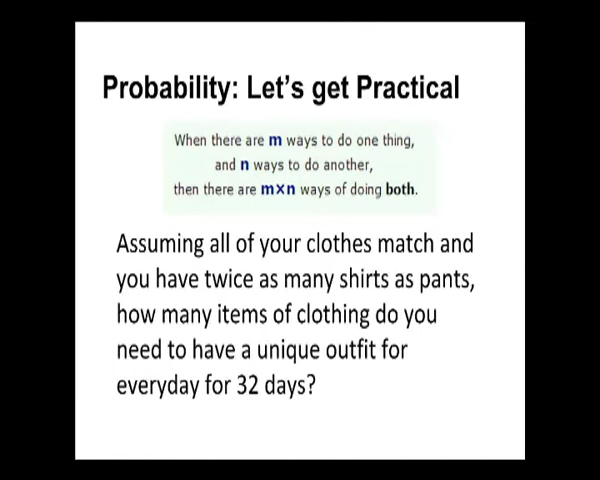 Probability: Let's get Practical
When there are m ways to do one thing,
and n ways to do another,
then there are m×n ways of doing both.
Assuming all of your clothes match and
you have twice as many shirts as pants,
how many items of clothing do you
need to have a unique outfit for
everyday for 32 days?